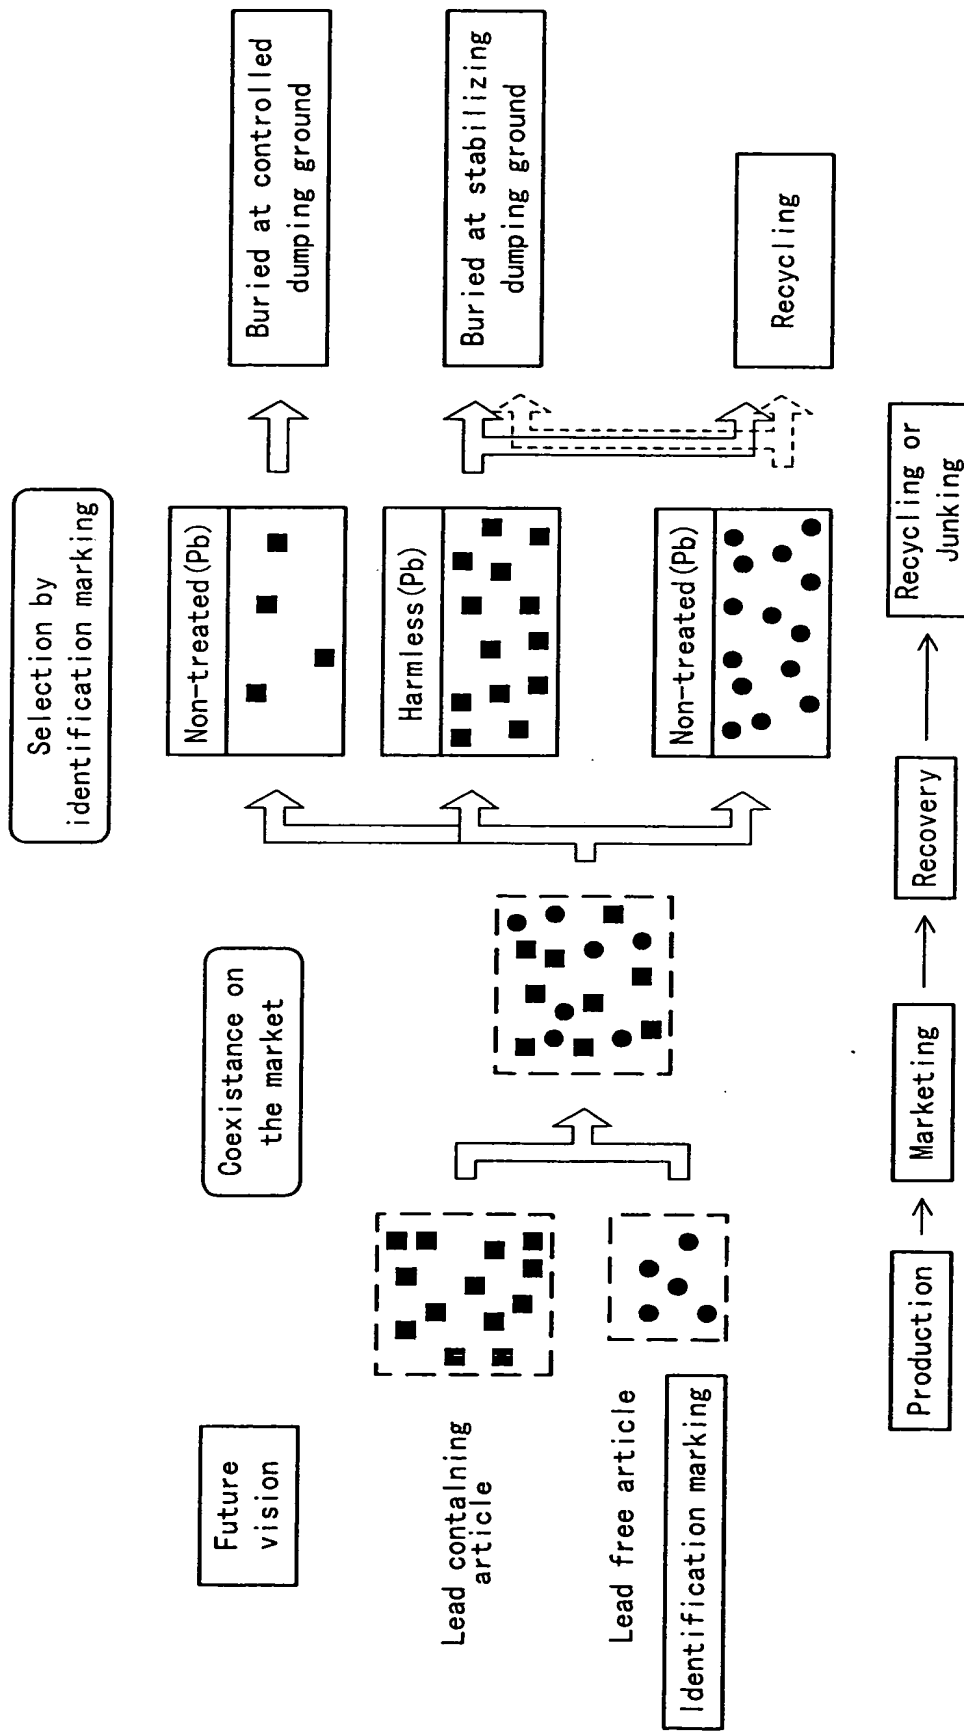 Future
vision
Coexistance on
the market
Selection by
identification marking
Lead contalning
article
Lead free article
Identification marking
Non-treated(Pb)
Harmless(Pb)
Non-treated(Pb)
Buried at controlled
dumping ground
Buried at stabilizing
dumping ground
Recycling
Production
Marketing
Recovery
Recycling or
Junking